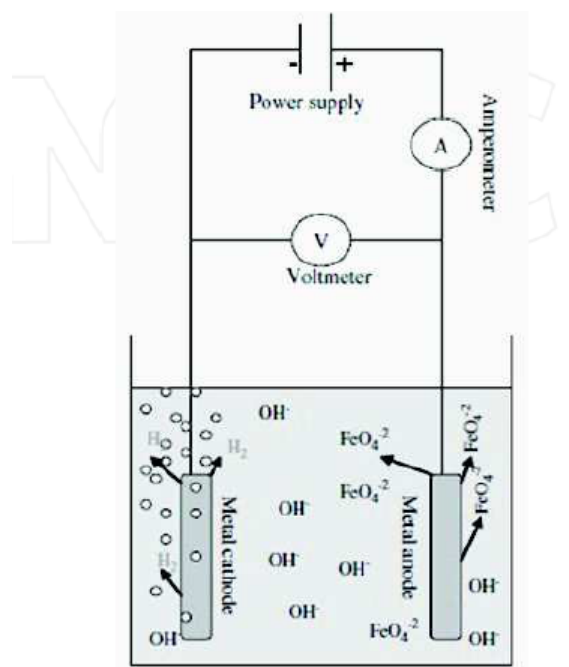 - +
Power supply
A
Amperometer
V
Voltmeter
OH-
H2
H2
FeO4-2
FeO4-2
FeO4-2
FeO4-2
Metal cathode
OH-
Metal anode
OH-
OH-
H2
OH-
OH-
OH-
FeO4-2
OH-